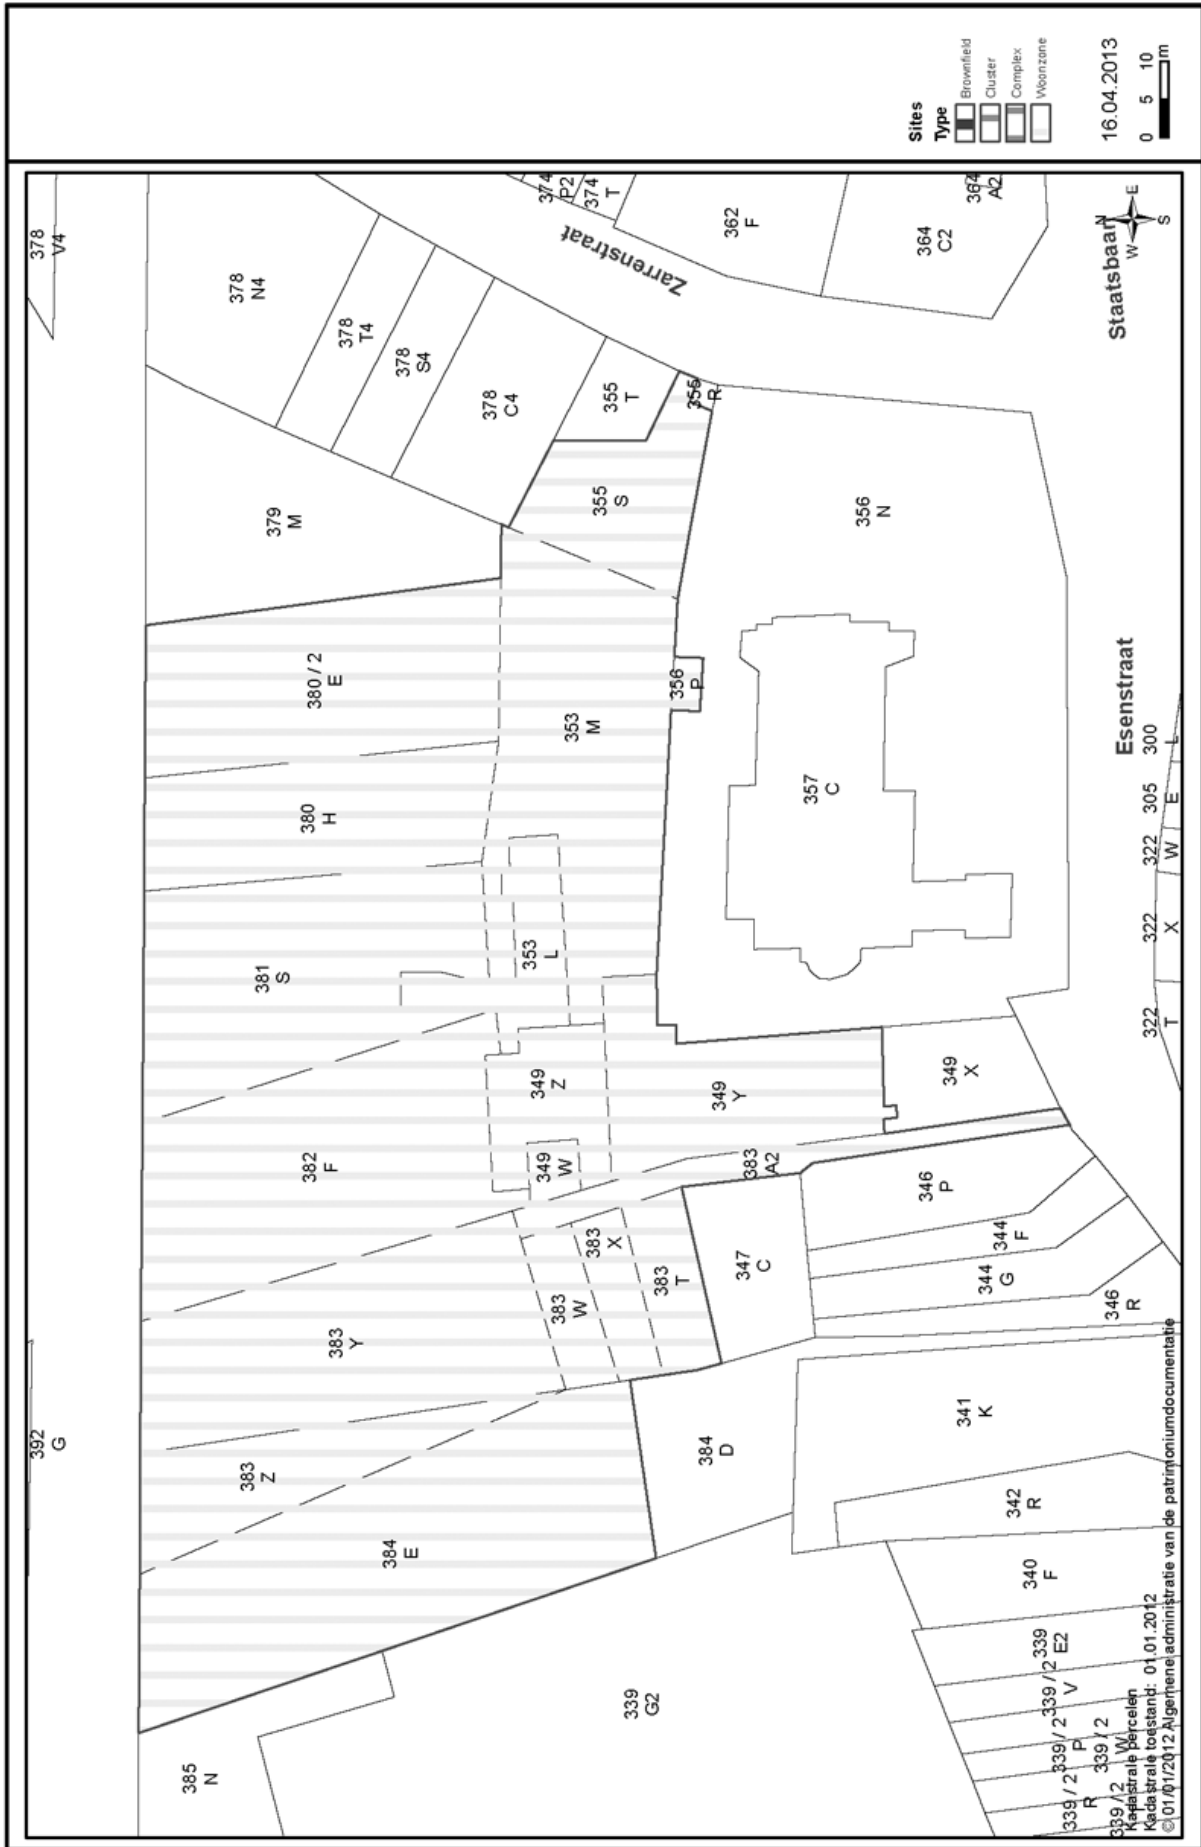 Sites
Type
Brownfield
Cluster
Complex
Woonzone
16.04.2013
0 5 10
m
378
V4
378
N4
378
T4
378
S4
378
C4
379
M
374
P2
374
T
Zarrenstraat
362
F
364
C2
364
A2
Staatsbaan
N
E
S
W
355
T
355
R
355
S
356
N
380 / 2
E
353
M
356
P
380
H
357
C
Esenstraat
300
L
305
E
322
W
322
X
322
T
381
S
353
L
349
Z
349
Y
349
X
382
F
349
W
383
A2
346
P
383
X
383
W
383
T
347
C
344
F
344
G
346
R
383
Y
392
G
383
Z
384
D
341
K
342
R
384
E
340
F
339
E2
339 / 2
V
339 / 2
P
339 / 2
W
339 / 2
R
339 / 2
339
G2
385
N
Kadastrale percelen
Kadastrale toestand: 01.01.2012
© 01/01/2012 Algemene administratie van de patrimoniumdocumentatie